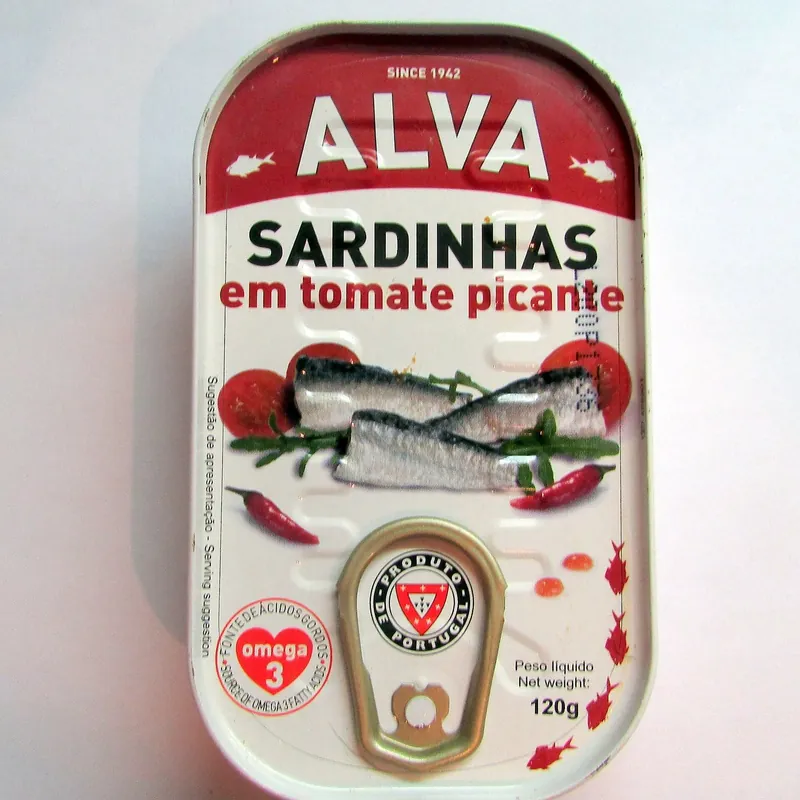 SINCE 1942
ALVA
SARDINHAS
em tomate picante
Sugestão de apresentação - Serving suggestion
PRODUTO
DE PORTUGAL
FONTE DE ÁCIDOS GORDOS
omega
3
SOURCE OF OMEGA 3 FATTY ACIDS
Peso líquido
Net weight:
120g